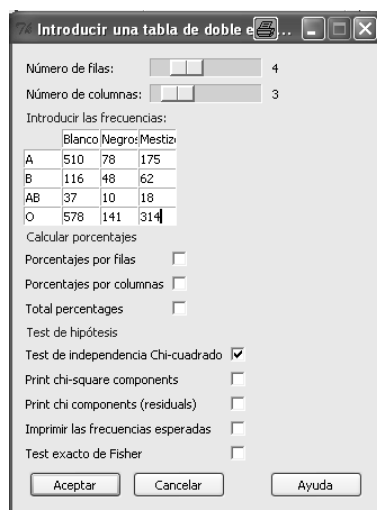 Introducir una tabla de doble e...
Número de filas: 4
Número de columnas: 3
Introducir las frecuencias:
Blanco Negros Mestizo
A 510 78 175
B 116 48 62
AB 37 10 18
O 578 141 314
Calcular porcentajes
Porcentajes por filas
Porcentajes por columnas
Total percentages
Test de hipótesis
Test de independencia Chi-cuadrado
Print chi-square components
Print chi components (residuals)
Imprimir las frecuencias esperadas
Test exacto de Fisher
Aceptar Cancelar Ayuda